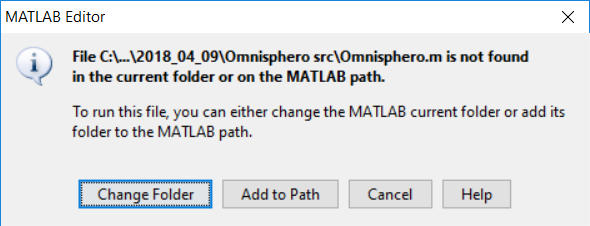 MATLAB Editor
File C:\...\2018_04_09\Omnisphero src\Omnisphero.m is not found
in the current folder or on the MATLAB path.
To run this file, you can either change the MATLAB current folder or add its
folder to the MATLAB path.
Change Folder Add to Path Cancel Help